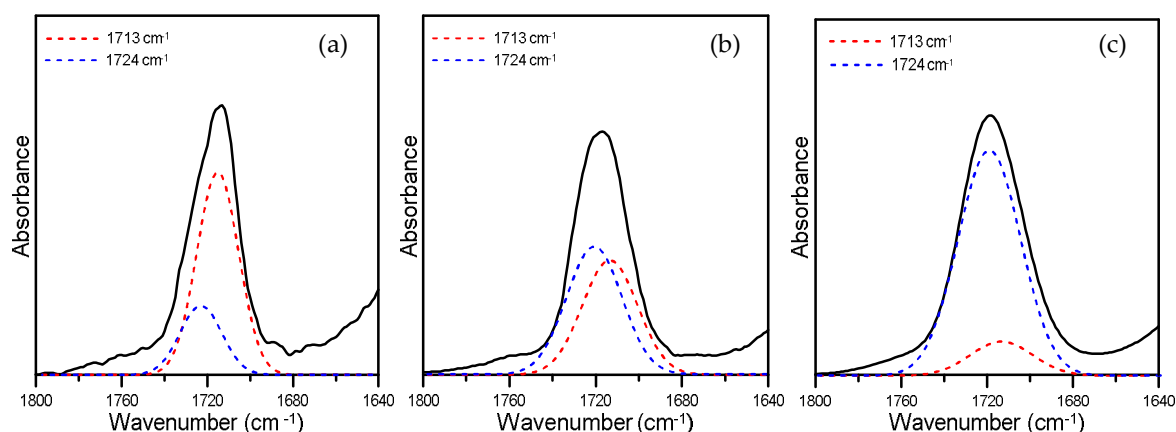 1713 cm⁻¹
1724 cm⁻¹
(a)
Absorbance
1800 1760 1720 1680 1640
Wavenumber (cm⁻¹)
1713 cm⁻¹
1724 cm⁻¹
(b)
Absorbance
1800 1760 1720 1680 1640
Wavenumber (cm⁻¹)
1713 cm⁻¹
1724 cm⁻¹
(c)
Absorbance
1800 1760 1720 1680 1640
Wavenumber (cm⁻¹)